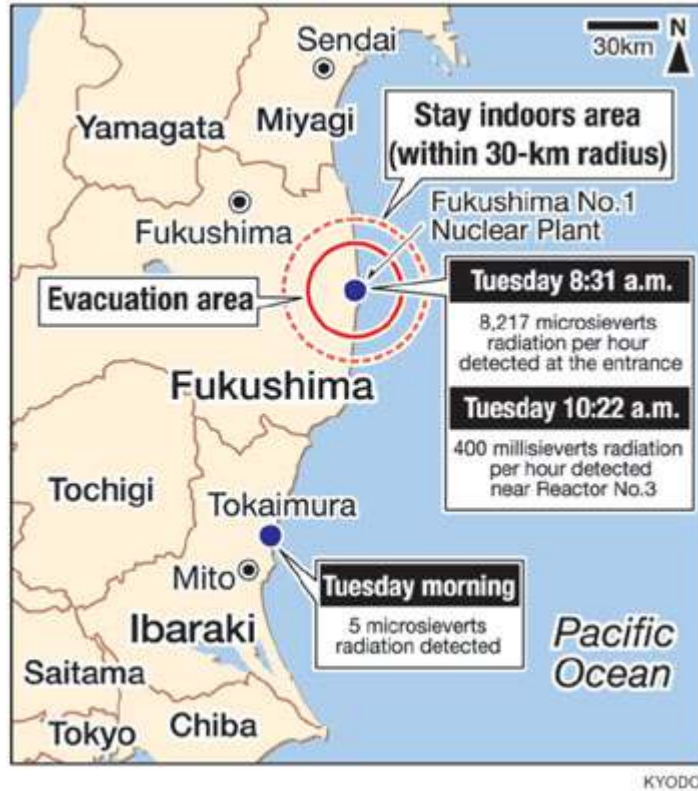 Sendai
30km
N
Yamagata
Miyagi
Stay indoors area
(within 30-km radius)
Fukushima
Fukushima No.1
Nuclear Plant
Evacuation area
Tuesday 8:31 a.m.
8,217 microsieverts
radiation per hour
detected at the entrance
Fukushima
Tuesday 10:22 a.m.
400 millisieverts radiation
per hour detected
near Reactor No.3
Tochigi
Tokaimura
Mito
Tuesday morning
5 microsieverts
radiation detected
Ibaraki
Pacific
Ocean
Saitama
Tokyo
Chiba
KYODO